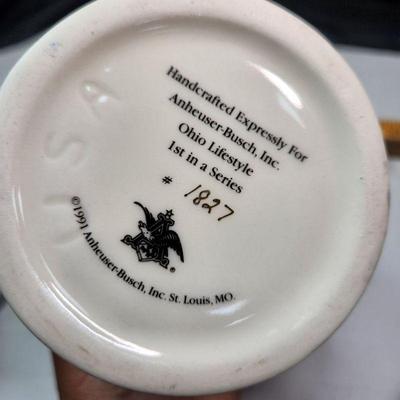 Handcrafted Expressly For
Anheuser-Busch, Inc.
Ohio Lifestyle
1st in a Series
# 1827
©1991 Anheuser-Busch, Inc. St. Louis, MO.
USA